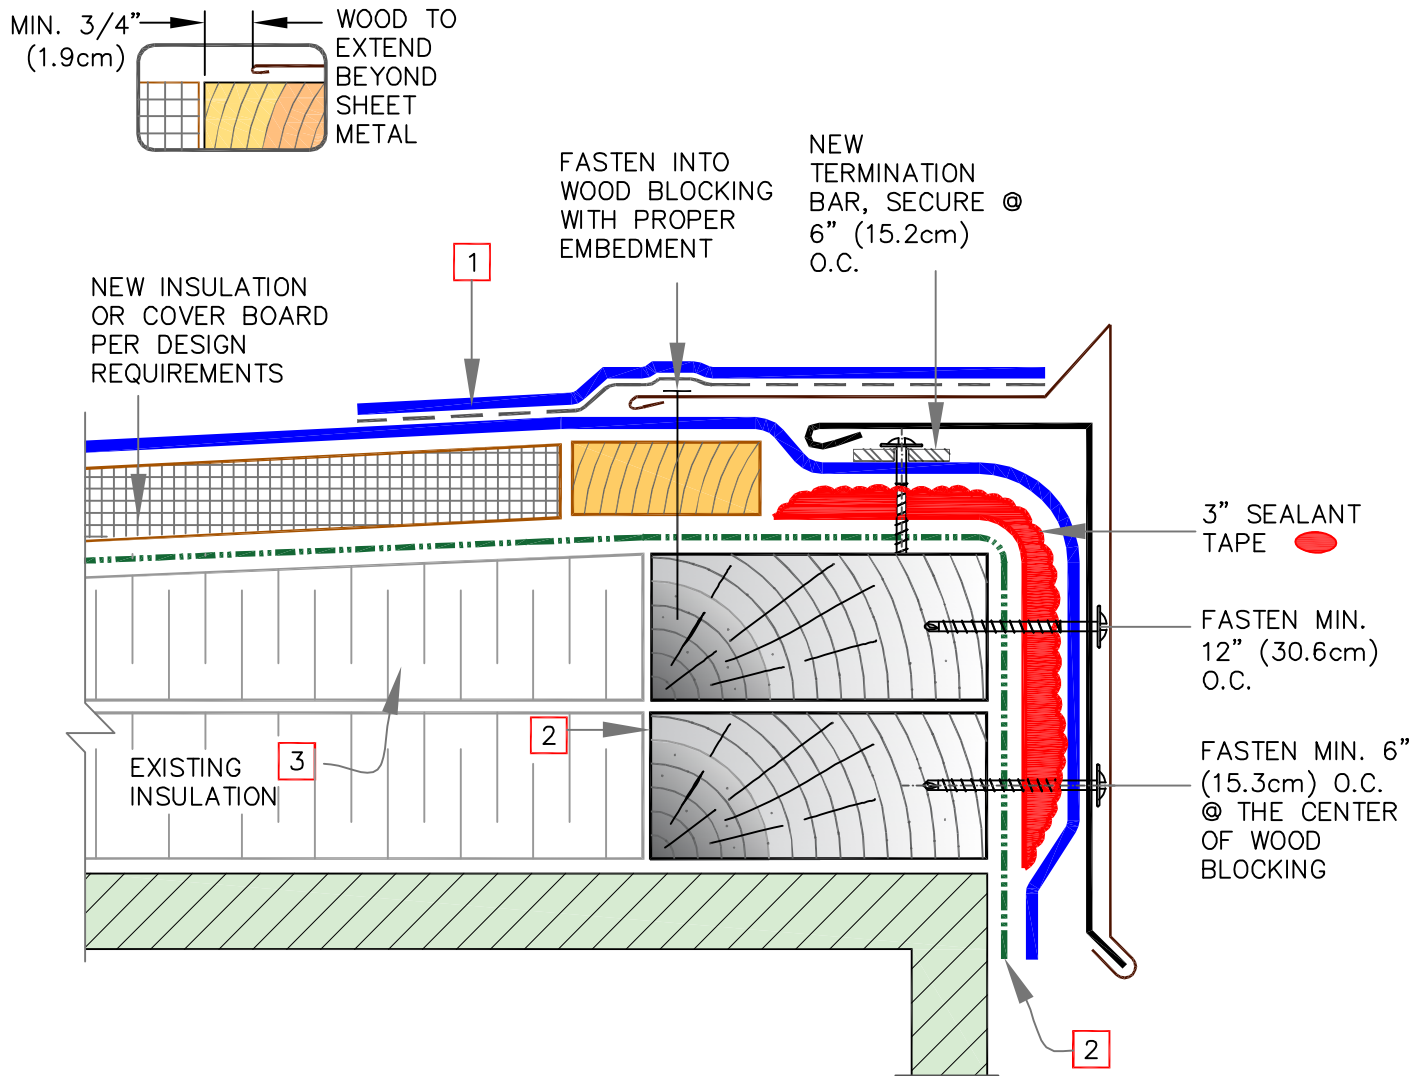 MIN. 3/4"
(1.9cm)
WOOD TO
EXTEND
BEYOND
SHEET
METAL
FASTEN INTO
WOOD BLOCKING
WITH PROPER
EMBEDMENT
NEW
TERMINATION
BAR, SECURE @
6" (15.2cm)
O.C.
1
NEW INSULATION
OR COVER BOARD
PER DESIGN
REQUIREMENTS
3" SEALANT
TAPE
FASTEN MIN.
12" (30.6cm)
O.C.
2
3
EXISTING
INSULATION
FASTEN MIN. 6"
(15.3cm) O.C.
@ THE CENTER
OF WOOD
BLOCKING
2